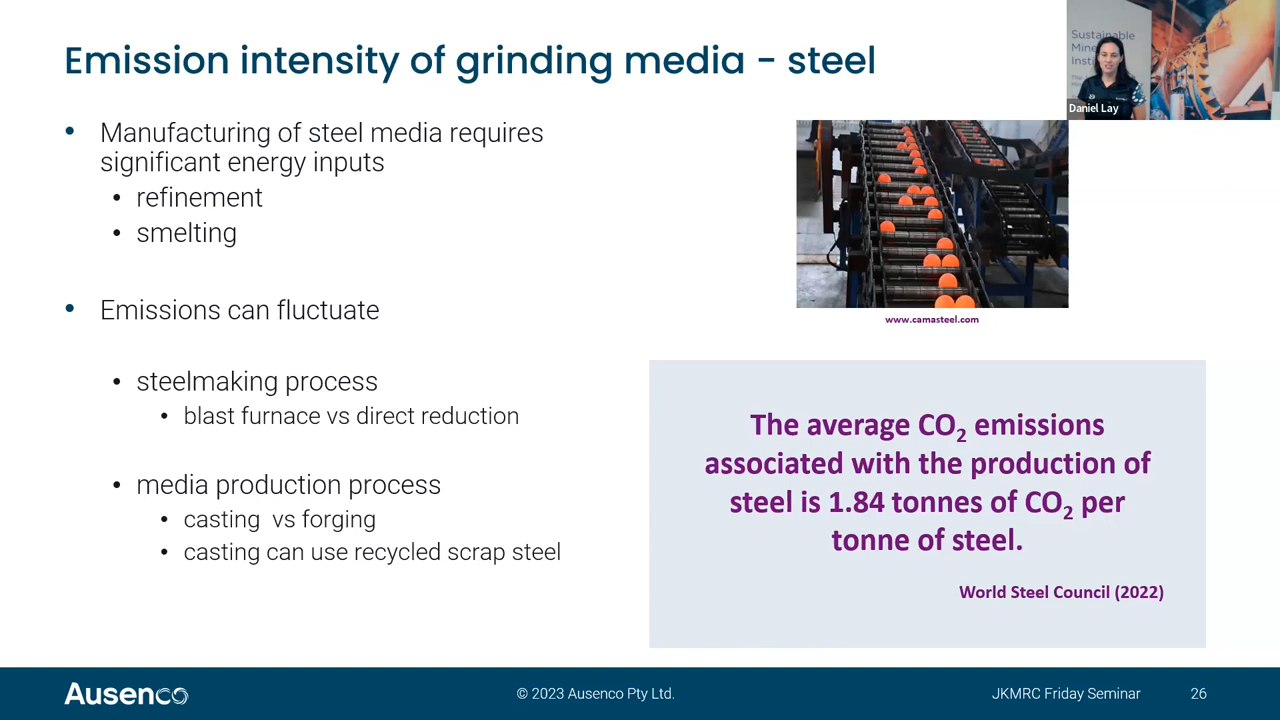 Emission intensity of grinding media - steel
Sustainable
Daniel Lay
• Manufacturing of steel media requires
significant energy inputs
• refinement
• smelting
• Emissions can fluctuate
• steelmaking process
• blast furnace vs direct reduction
• media production process
• casting vs forging
• casting can use recycled scrap steel
www.camasteel.com
The average CO₂ emissions
associated with the production of
steel is 1.84 tonnes of CO₂ per
tonne of steel.
World Steel Council (2022)
Ausenco
© 2023 Ausenco Pty Ltd.
JKMRC Friday Seminar
26